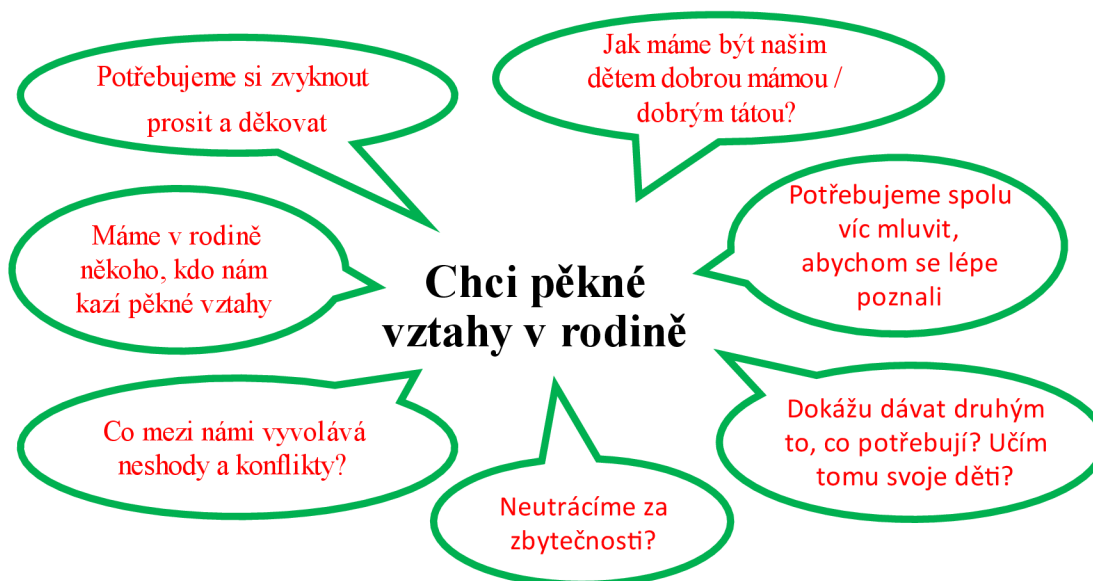 Potřebujeme si zvyknout
prosit a děkovat
Jak máme být našim
dětem dobrou mámou /
dobrým tátou?
Máme v rodině
někoho, kdo nám
kazí pěkné vztahy
Chci pěkné
vztahy v rodině
Potřebujeme spolu
víc mluvit,
abychom se lépe
poznali
Co mezi námi vyvolává
neshody a konflikty?
Neutrácíme za
zbytečnosti?
Dokážu dávat druhým
to, co potřebují? Učím
tomu svoje děti?